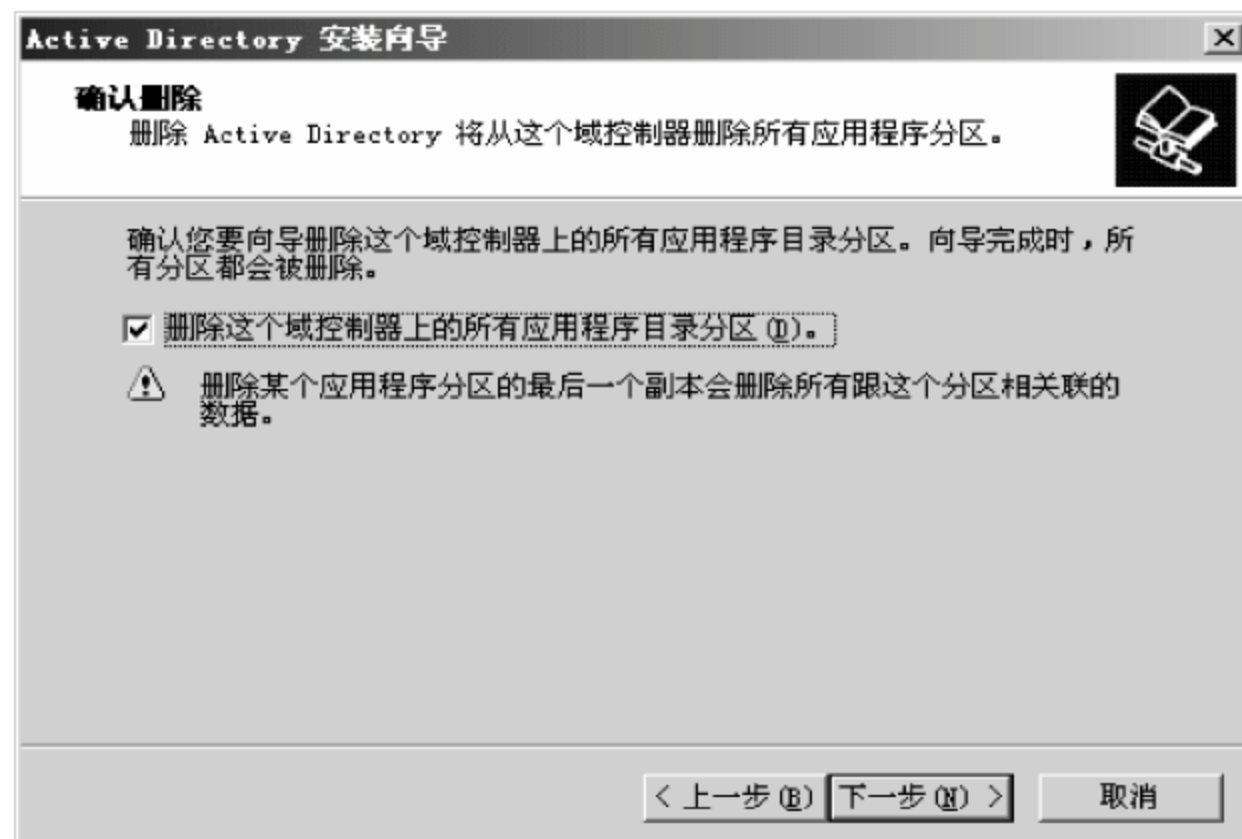 Active Directory 安装向导
确认删除
删除 Active Directory 将从这个域控制器删除所有应用程序分区。
确认您要向导删除这个域控制器上的所有应用程序目录分区。向导完成时，所
有分区都会被删除。
删除这个域控制器上的所有应用程序目录分区(D)。
删除某个应用程序分区的最后一个副本会删除所有跟这个分区相关联的
数据。
< 上一步(B) 下一步(N) > 取消